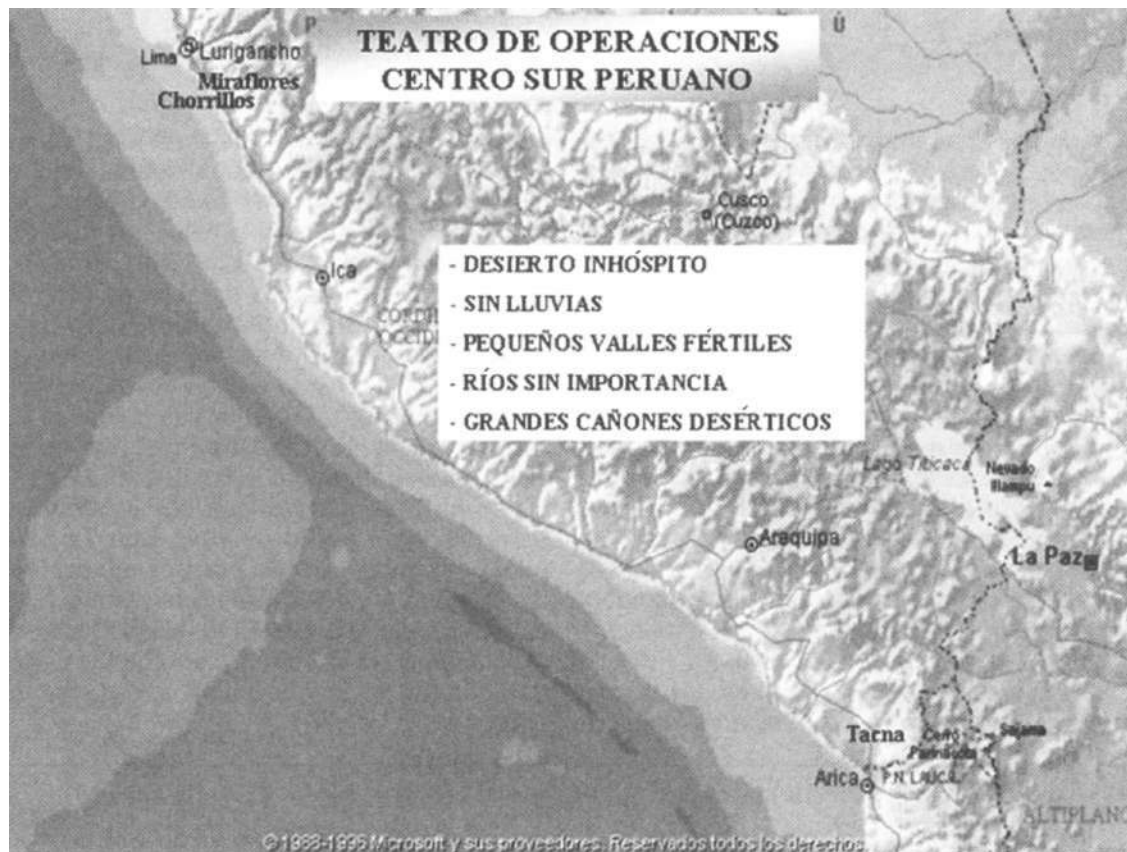 P Ú
TEATRO DE OPERACIONES
CENTRO SUR PERUANO
Lima Lurigancho
Miraflores
Chorrillos
Cusco
(Cuzco)
- DESIERTO INHÓSPITO
- SIN LLUVIAS
- PEQUEÑOS VALLES FÉRTILES
- RÍOS SIN IMPORTANCIA
- GRANDES CAÑONES DESÉRTICOS
Ica
CORDI
OCCID
Lago Titicaca
Nevado
Illampu
Arequipa
La Paz
Tacna
Cerro
Parinacota
Sajama
Arica
P.N. LAUCA
ALTIPLANO
© 1988-1996 Microsoft y sus proveedores. Reservados todos los derechos.